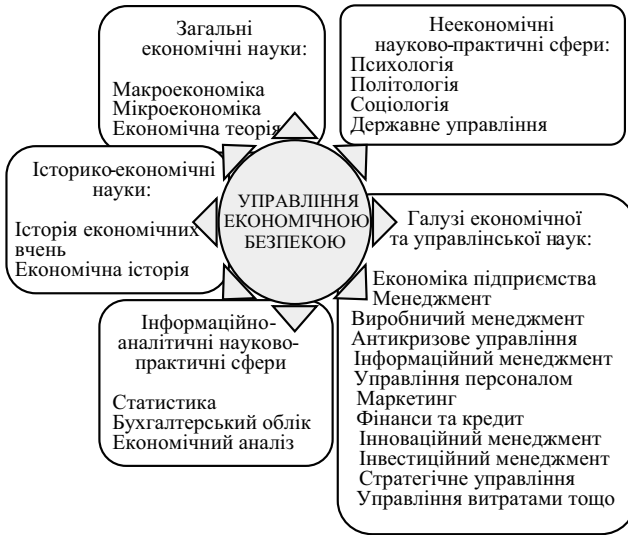 Загальні
економічні науки:
Макроекономіка
Мікроекономіка
Економічна теорія
Неекономічні
науково-практичні сфери:
Психологія
Політологія
Соціологія
Державне управління
Історико-економічні
науки:
Історія економічних
вчень
Економічна історія
УПРАВЛІННЯ
ЕКОНОМІЧНОЮ
БЕЗПЕКОЮ
Галузі економічної
та управлінської наук:
Економіка підприємства
Менеджмент
Виробничий менеджмент
Антикризове управління
Інформаційний менеджмент
Управління персоналом
Маркетинг
Фінанси та кредит
Інноваційний менеджмент
Інвестиційний менеджмент
Стратегічне управління
Управління витратами тощо
Інформаційно-
аналітичні науково-
практичні сфери
Статистика
Бухгалтерський облік
Економічний аналіз